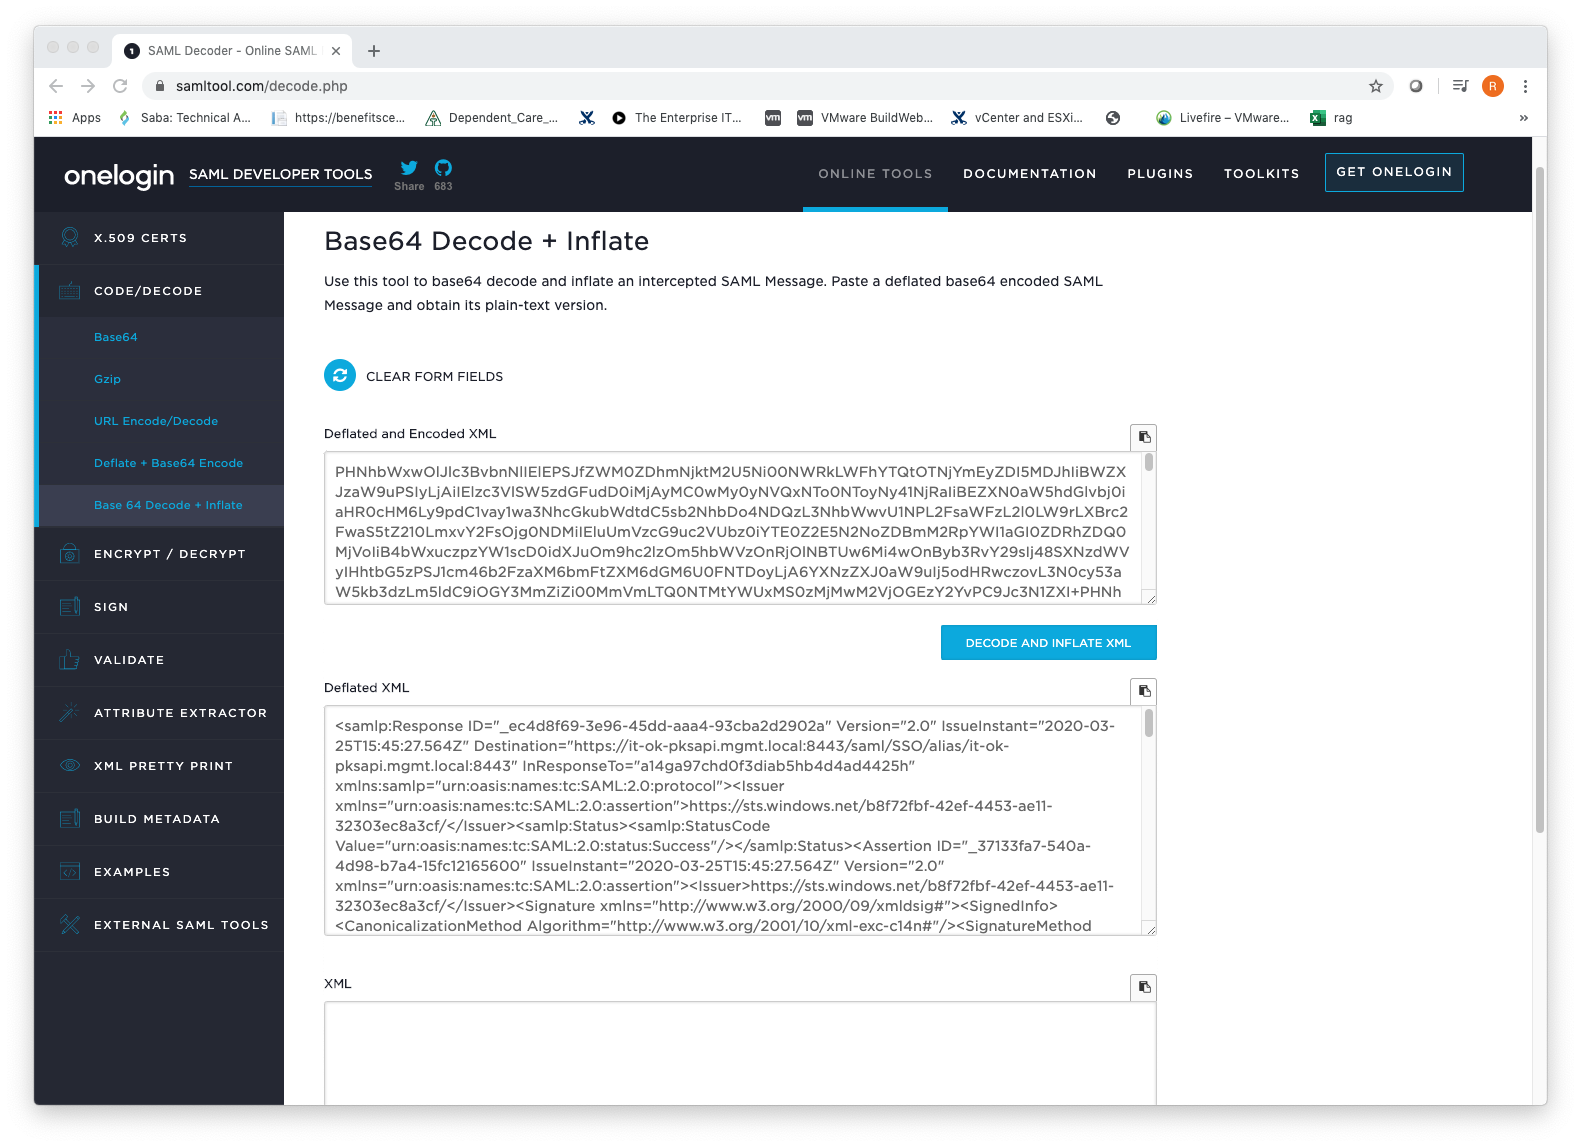 SAML Decoder - Online SAML
samltool.com/decode.php
R
Apps
Saba: Technical A...
https://benefitsce...
Dependent_Care_...
The Enterprise IT...
vm
vm
VMware BuildWeb...
vCenter and ESXi...
Livefire – VMware...
rag
»
onelogin
SAML DEVELOPER TOOLS
Share
683
ONLINE TOOLS
DOCUMENTATION
PLUGINS
TOOLKITS
GET ONELOGIN
X.509 CERTS
CODE/DECODE
Base64
Gzip
URL Encode/Decode
Deflate + Base64 Encode
Base 64 Decode + Inflate
ENCRYPT / DECRYPT
SIGN
VALIDATE
ATTRIBUTE EXTRACTOR
XML PRETTY PRINT
BUILD METADATA
EXAMPLES
EXTERNAL SAML TOOLS
Base64 Decode + Inflate
Use this tool to base64 decode and inflate an intercepted SAML Message. Paste a deflated base64 encoded SAML
Message and obtain its plain-text version.
CLEAR FORM FIELDS
Deflated and Encoded XML
DECODE AND INFLATE XML
Deflated XML
<samlp:Response ID="_ec4d8f69-3e96-45dd-aaa4-93cba2d2902a" Version="2.0" IssueInstant="2020-03-
25T15:45:27.564Z" Destination="https://it-ok-pksapi.mgmt.local:8443/saml/SSO/alias/it-ok-
pksapi.mgmt.local:8443" InResponseTo="a14ga97chd0f3diab5hb4d4ad4425h"
xmlns:samlp="urn:oasis:names:tc:SAML:2.0:protocol"><Issuer
xmlns="urn:oasis:names:tc:SAML:2.0:assertion">https://sts.windows.net/b8f72fbf-42ef-4453-ae11-
32303ec8a3cf/</Issuer><samlp:Status><samlp:StatusCode
Value="urn:oasis:names:tc:SAML:2.0:status:Success"/></samlp:Status><Assertion ID="_37133fa7-540a-
4d98-b7a4-15fc12165600" IssueInstant="2020-03-25T15:45:27.564Z" Version="2.0"
xmlns="urn:oasis:names:tc:SAML:2.0:assertion"><Issuer>https://sts.windows.net/b8f72fbf-42ef-4453-ae11-
32303ec8a3cf/</Issuer><Signature xmlns="http://www.w3.org/2000/09/xmldsig#"><SignedInfo>
<CanonicalizationMethod Algorithm="http://www.w3.org/2001/10/xml-exc-c14n#"/><SignatureMethod
XML